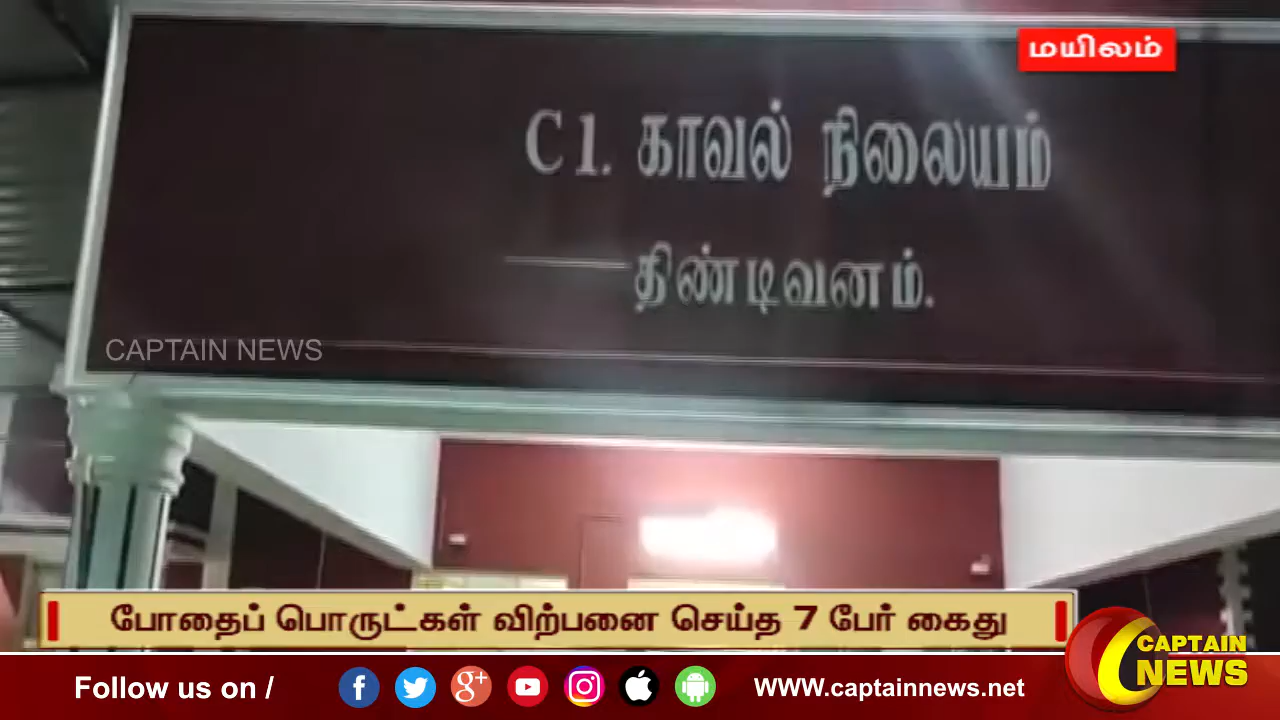 மயிலம்
C1. காவல் நிலையம்
திண்டிவனம்.
CAPTAIN NEWS
போதைப் பொருட்கள் விற்பனை செய்த 7 பேர் கைது
CAPTAIN
NEWS
Follow us on / WWW.captainnews.net